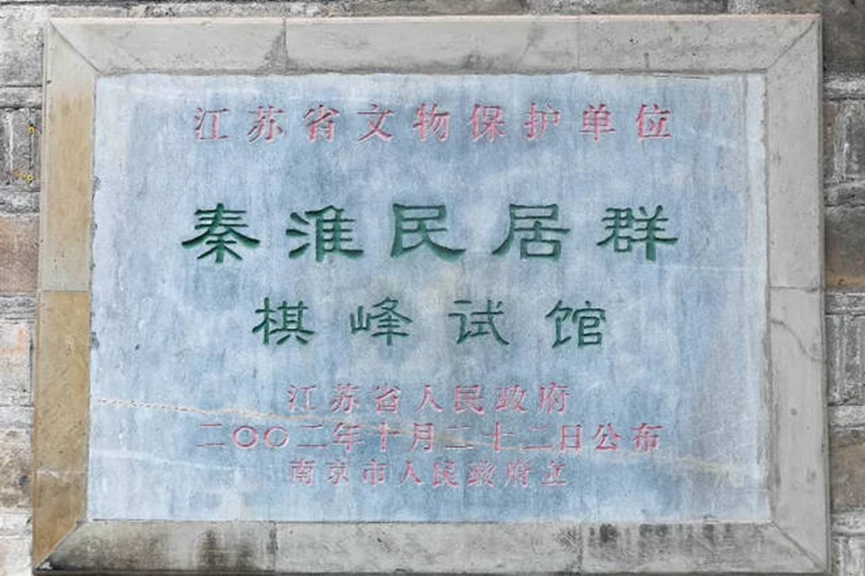 江苏省文物保护单位
秦淮民居群
棋峰试馆
江苏省人民政府
二〇〇二年十月二十二日公布
南京市人民政府立